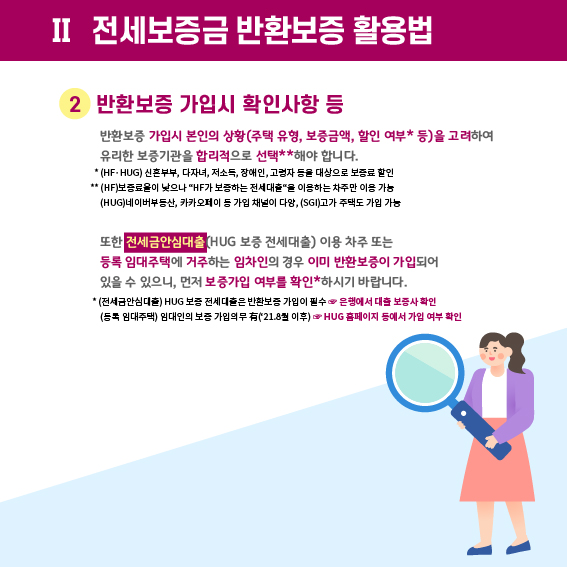 II 전세보증금 반환보증 활용법
2 반환보증 가입시 확인사항 등
반환보증 가입시 본인의 상황(주택 유형, 보증금액, 할인 여부* 등)을 고려하여
유리한 보증기관을 합리적으로 선택**해야 합니다.
* (HF·HUG) 신혼부부, 다자녀, 저소득, 장애인, 고령자 등을 대상으로 보증료 할인
** (HF)보증료율이 낮으나 “HF가 보증하는 전세대출“을 이용하는 차주만 이용 가능
(HUG)네이버부동산, 카카오페이 등 가입 채널이 다양, (SGI)고가 주택도 가입 가능
또한 전세금안심대출(HUG 보증 전세대출) 이용 차주 또는
등록 임대주택에 거주하는 임차인의 경우 이미 반환보증이 가입되어
있을 수 있으니, 먼저 보증가입 여부를 확인*하시기 바랍니다.
* (전세금안심대출) HUG 보증 전세대출은 반환보증 가입이 필수 ☞ 은행에서 대출 보증사 확인
(등록 임대주택) 임대인의 보증 가입의무 有(‘21.8월 이후) ☞ HUG 홈페이지 등에서 가입 여부 확인